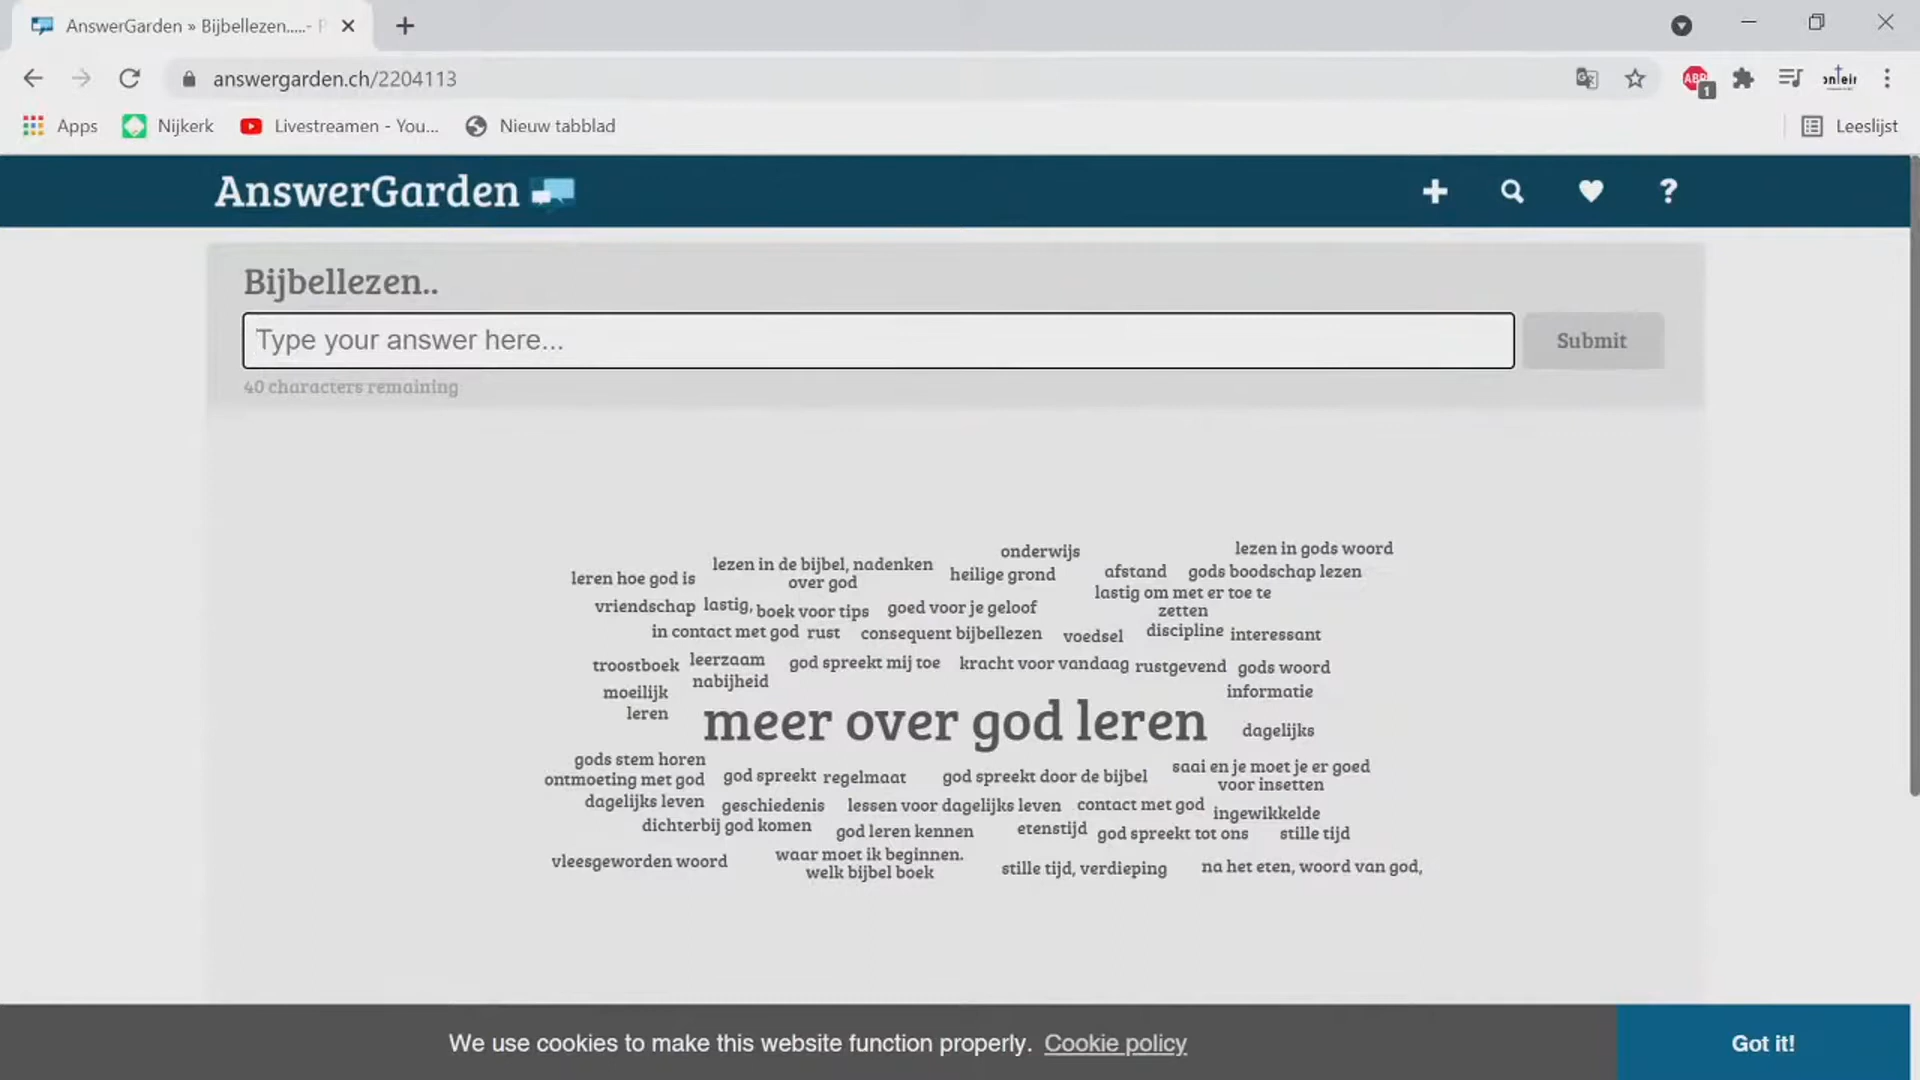 AnswerGarden » Bijbellezen.....-
answergarden.ch/2204113
ABP
1
Apps
Nijkerk
Livestreamen - You...
Nieuw tabblad
Leeslijst
AnswerGarden
?
Bijbellezen..
Type your answer here...
Submit
40 characters remaining
onderwijs
lezen in gods woord
lezen in de bijbel, nadenken
over god
heilige grond
afstand
gods boodschap lezen
leren hoe god is
lastig om met er toe te
zetten
vriendschap
lastig,
boek voor tips
goed voor je geloof
in contact met god
rust
consequent bijbellezen
voedsel
discipline
interessant
troostboek
leerzaam
god spreekt mij toe
kracht voor vandaag
rustgevend
gods woord
nabijheid
moeilijk
informatie
leren
meer over god leren
dagelijks
gods stem horen
ontmoeting met god
god spreekt
regelmaat
god spreekt door de bijbel
saai en je moet je er goed
voor insetten
dagelijks leven
geschiedenis
lessen voor dagelijks leven
contact met god
ingewikkelde
dichterbij god komen
god leren kennen
etenstijd
god spreekt tot ons
stille tijd
vleesgeworden woord
waar moet ik beginnen.
welk bijbel boek
stille tijd, verdieping
na het eten, woord van god,
We use cookies to make this website function properly. Cookie policy
Got it!